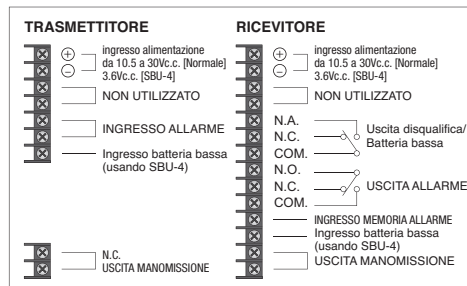 TRASMETTITORE
+
ingresso alimentazione
da 10.5 a 30Vc.c. [Normale]
−
3.6Vc.c. [SBU-4]
NON UTILIZZATO
INGRESSO ALLARME
Ingresso batteria bassa
(usando SBU-4)
N.C.
USCITA MANOMISSIONE
RICEVITORE
+
ingresso alimentazione
da 10.5 a 30Vc.c. [Normale]
−
3.6Vc.c. [SBU-4]
NON UTILIZZATO
N.A.
N.C.
COM.
Uscita disqualifica/
Batteria bassa
N.O.
N.C.
COM.
USCITA ALLARME
INGRESSO MEMORIA ALLARME
Ingresso batteria bassa
(usando SBU-4)
USCITA MANOMISSIONE